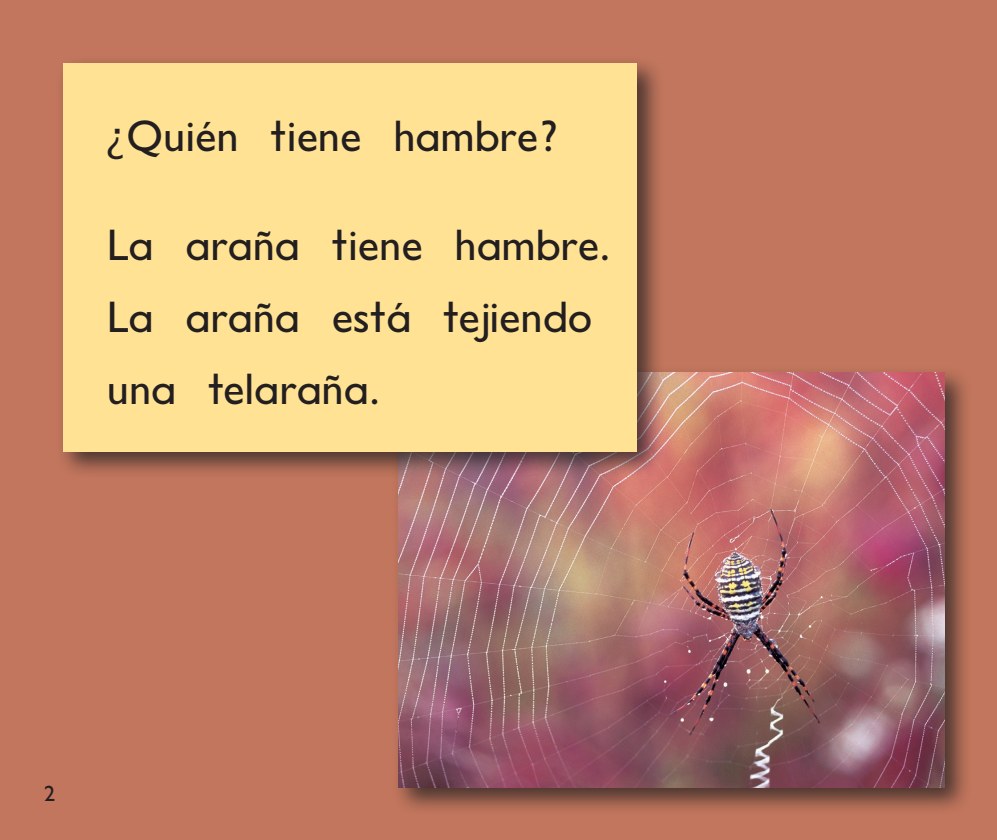 ¿Quién tiene hambre?
La araña tiene hambre.
La araña está tejiendo
una telaraña.
2